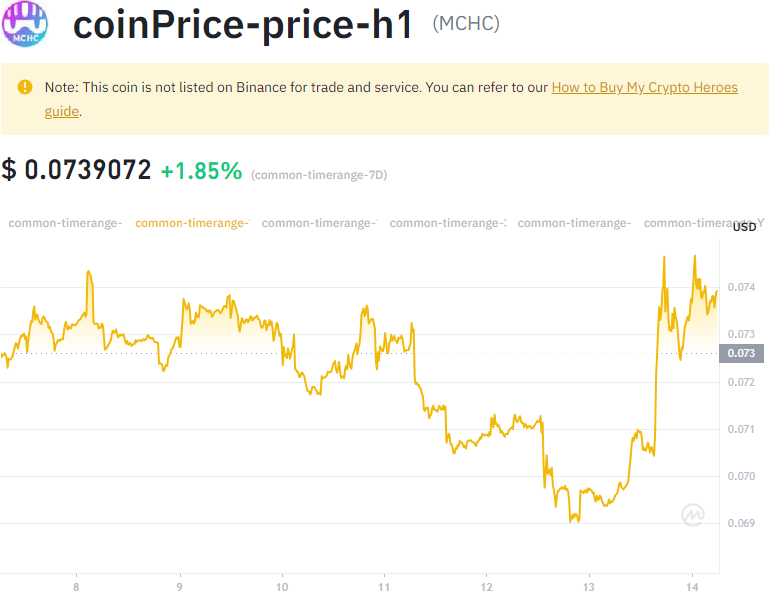 MCHC
coinPrice-price-h1 (MCHC)
Note: This coin is not listed on Binance for trade and service. You can refer to our How to Buy My Crypto Heroes
guide.
$ 0.0739072 +1.85% (common-timerange-7D)
common-timerange- common-timerange- common-timerange- common-timerange- common-timerange- common-timerange-Y
USD
0.074
0.073
0.073
0.072
0.071
0.070
0.069
8 9 10 11 12 13 14